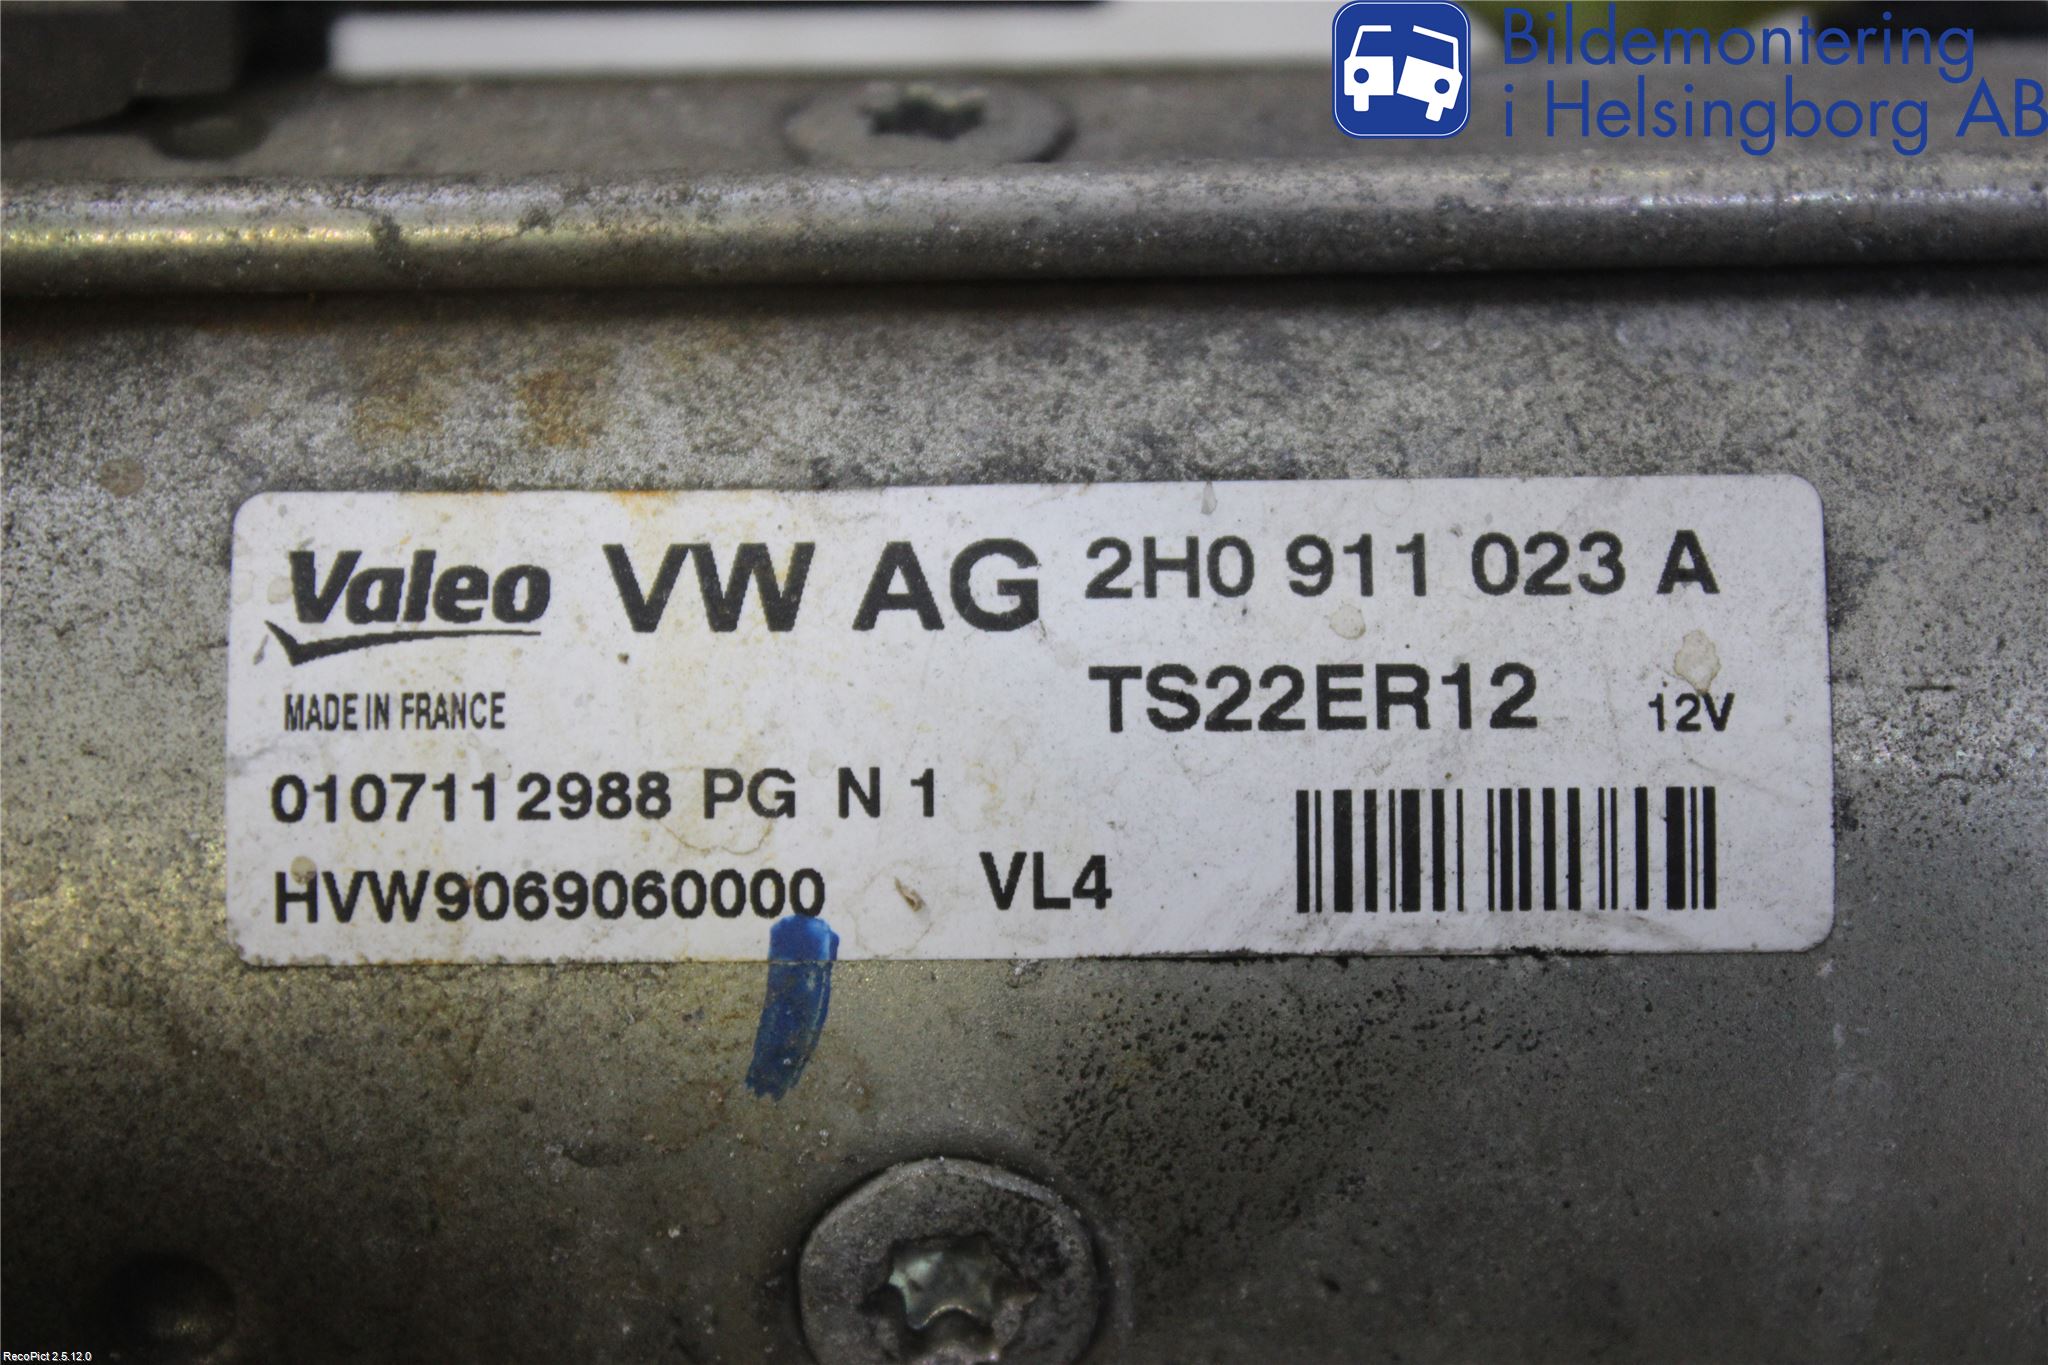 Bildemontering
i Helsingborg AB
Valeo VW AG 2H0 911 023 A
MADE IN FRANCE TS22ER12 12V
0107112988 PG N 1
HVW9069060000 VL4
RecoPict 2.5.12.0